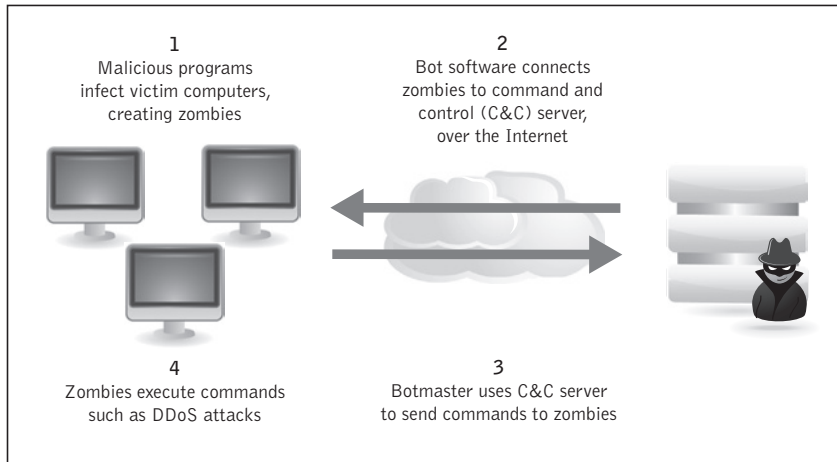 1
Malicious programs
infect victim computers,
creating zombies
2
Bot software connects
zombies to command and
control (C&C) server,
over the Internet
3
Botmaster uses C&C server
to send commands to zombies
4
Zombies execute commands
such as DDoS attacks